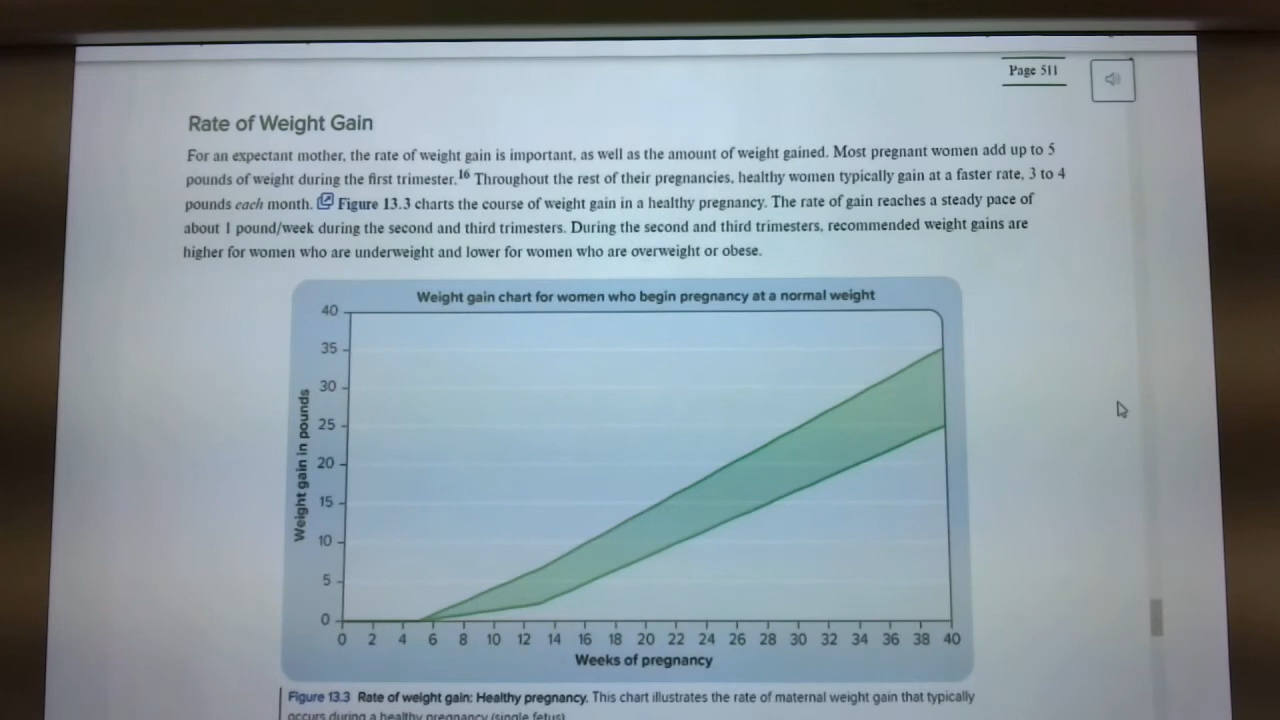 Page 511
Rate of Weight Gain
For an expectant mother, the rate of weight gain is important, as well as the amount of weight gained. Most pregnant women add up to 5
pounds of weight during the first trimester.16 Throughout the rest of their pregnancies, healthy women typically gain at a faster rate, 3 to 4
pounds each month. Figure 13.3 charts the course of weight gain in a healthy pregnancy. The rate of gain reaches a steady pace of
about 1 pound/week during the second and third trimesters. During the second and third trimesters, recommended weight gains are
higher for women who are underweight and lower for women who are overweight or obese.
Weight gain chart for women who begin pregnancy at a normal weight
Weight gain in pounds
40
35
30
25
20
15
10
5
0
0 2 4 6 8 10 12 14 16 18 20 22 24 26 28 30 32 34 36 38 40
Weeks of pregnancy
Figure 13.3 Rate of weight gain: Healthy pregnancy. This chart illustrates the rate of maternal weight gain that typically
occurs during a healthy pregnancy (single fetus).